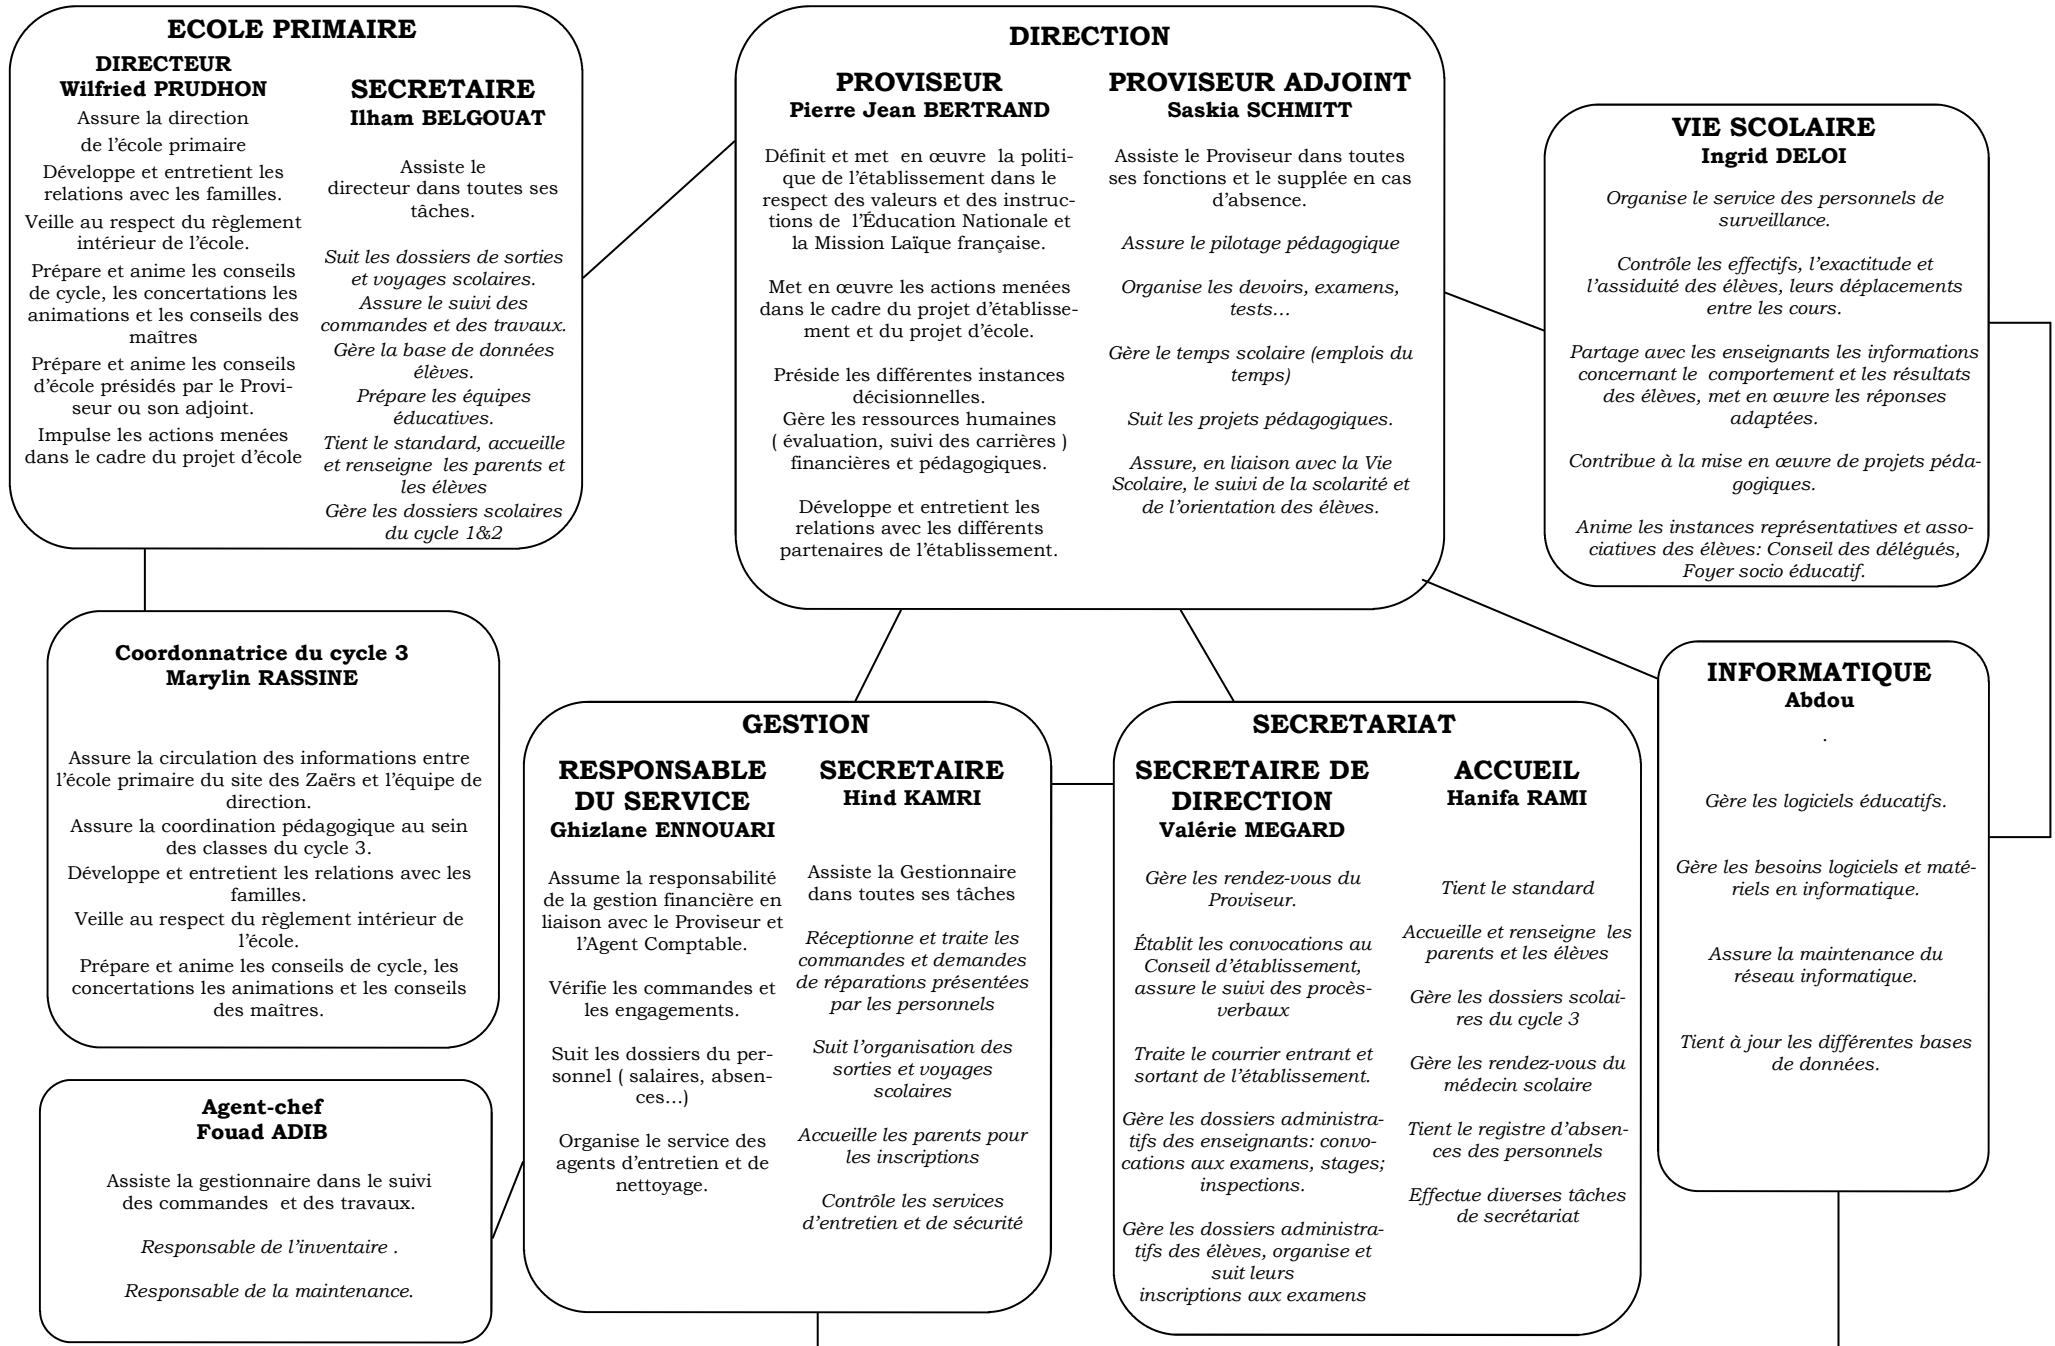 ECOLE PRIMAIRE
DIRECTEUR
Wilfried PRUDHON
Assure la direction
de l'école primaire
Développe et entretient les
relations avec les familles.
Veille au respect du règlement
intérieur de l'école.
Prépare et anime les conseils
de cycle, les concertations les
animations et les conseils des
maîtres
Prépare et anime les conseils
d'école présidés par le Provi-
seur ou son adjoint.
Impulse les actions menées
dans le cadre du projet d'école
SECRETAIRE
Ilham BELGOUAT
Assiste le
directeur dans toutes ses
tâches.
Suit les dossiers de sorties
et voyages scolaires.
Assure le suivi des
commandes et des travaux.
Gère la base de données
élèves.
Prépare les équipes
éducatives.
Tient le standard, accueille
et renseigne  les parents et
les élèves
Gère les dossiers scolaires
du cycle 1&2
DIRECTION
PROVISEUR
Pierre Jean BERTRAND
Définit et met  en œuvre  la politi-
que de l'établissement dans le
respect des valeurs et des instruc-
tions de  l'Éducation Nationale et
la Mission Laïque française.
Met en œuvre les actions menées
dans le cadre du projet d'établisse-
ment et du projet d'école.
Préside les différentes instances
décisionnelles.
Gère les ressources humaines
( évaluation, suivi des carrières )
financières et pédagogiques.
Développe et entretient les
relations avec les différents
partenaires de l'établissement.
PROVISEUR ADJOINT
Saskia SCHMITT
Assiste le Proviseur dans toutes
ses fonctions et le supplée en cas
d'absence.
Assure le pilotage pédagogique
Organise les devoirs, examens,
tests…
Gère le temps scolaire (emplois du
temps)
Suit les projets pédagogiques.
Assure, en liaison avec la Vie
Scolaire, le suivi de la scolarité et
de l'orientation des élèves.
VIE SCOLAIRE
Ingrid DELOI
Organise le service des personnels de
surveillance.
Contrôle les effectifs, l'exactitude et
l'assiduité des élèves, leurs déplacements
entre les cours.
Partage avec les enseignants les informations
concernant le  comportement et les résultats
des élèves, met en œuvre les réponses
adaptées.
Contribue à la mise en œuvre de projets péda-
gogiques.
Anime les instances représentatives et asso-
ciatives des élèves: Conseil des délégués,
Foyer socio éducatif.
Coordonnatrice du cycle 3
Marylin RASSINE
Assure la circulation des informations entre
l'école primaire du site des Zaërs et l'équipe de
direction.
Assure la coordination pédagogique au sein
des classes du cycle 3.
Développe et entretient les relations avec les
familles.
Veille au respect du règlement intérieur de
l'école.
Prépare et anime les conseils de cycle, les
concertations les animations et les conseils
des maîtres.
Agent-chef
Fouad ADIB
Assiste la gestionnaire dans le suivi
des commandes  et des travaux.
Responsable de l'inventaire .
Responsable de la maintenance.
GESTION
RESPONSABLE
DU SERVICE
Ghizlane ENNOUARI
Assume la responsabilité
de la gestion financière en
liaison avec le Proviseur et
l'Agent Comptable.
Vérifie les commandes et
les engagements.
Suit les dossiers du per-
sonnel ( salaires, absen-
ces…)
Organise le service des
agents d'entretien et de
nettoyage.
SECRETAIRE
Hind KAMRI
Assiste la Gestionnaire
dans toutes ses tâches
Réceptionne et traite les
commandes et demandes
de réparations présentées
par les personnels
Suit l'organisation des
sorties et voyages
scolaires
Accueille les parents pour
les inscriptions
Contrôle les services
d'entretien et de sécurité
SECRETARIAT
SECRETAIRE DE
DIRECTION
Valérie MEGARD
Gère les rendez-vous du
Proviseur.
Établit les convocations au
Conseil d'établissement,
assure le suivi des procès-
verbaux
Traite le courrier entrant et
sortant de l'établissement.
Gère les dossiers administra-
tifs des enseignants: convo-
cations aux examens, stages;
inspections.
Gère les dossiers administra-
tifs des élèves, organise et
suit leurs
inscriptions aux examens
ACCUEIL
Hanifa RAMI
Tient le standard
Accueille et renseigne  les
parents et les élèves
Gère les dossiers scolai-
res du cycle 3
Gère les rendez-vous du
médecin scolaire
Tient le registre d'absen-
ces des personnels
Effectue diverses tâches
de secrétariat
INFORMATIQUE
Abdou
.
Gère les logiciels éducatifs.
Gère les besoins logiciels et maté-
riels en informatique.
Assure la maintenance du
réseau informatique.
Tient à jour les différentes bases
de données.